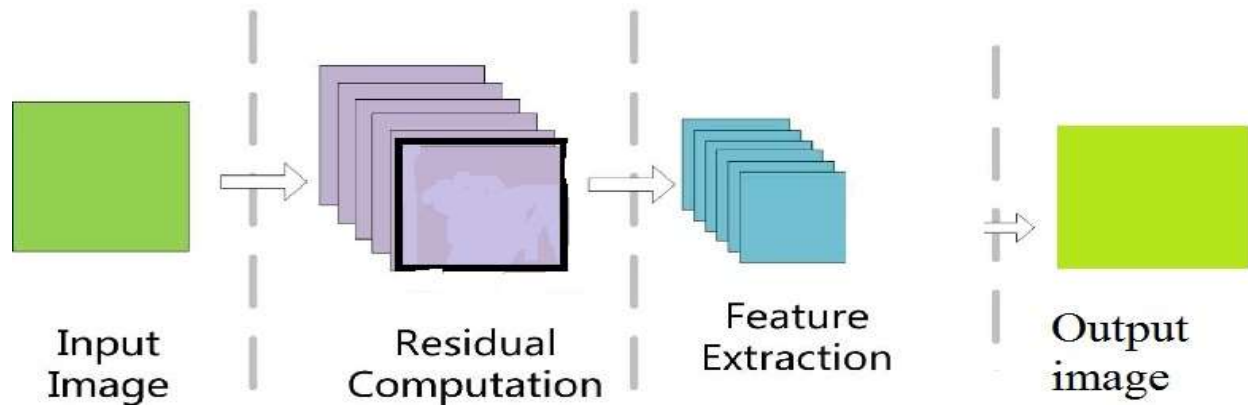 Input
Image
Residual
Computation
Feature
Extraction
Output
image